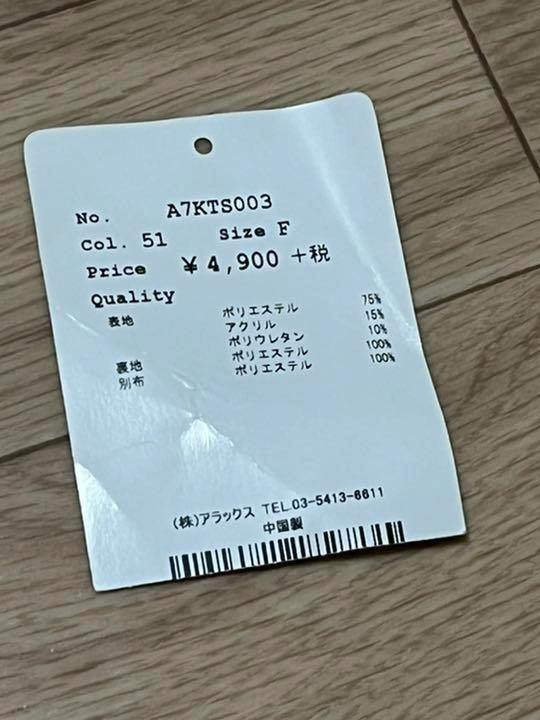 No. A7KTS003
Col. 51 Size F
Price ¥4,900 +税
Quality
表地 ポリエステル 75%
アクリル 15%
ポリウレタン 10%
裏地 ポリエステル 100%
別布 ポリエステル 100%
(株)アラックス TEL.03-5413-6611
中国製